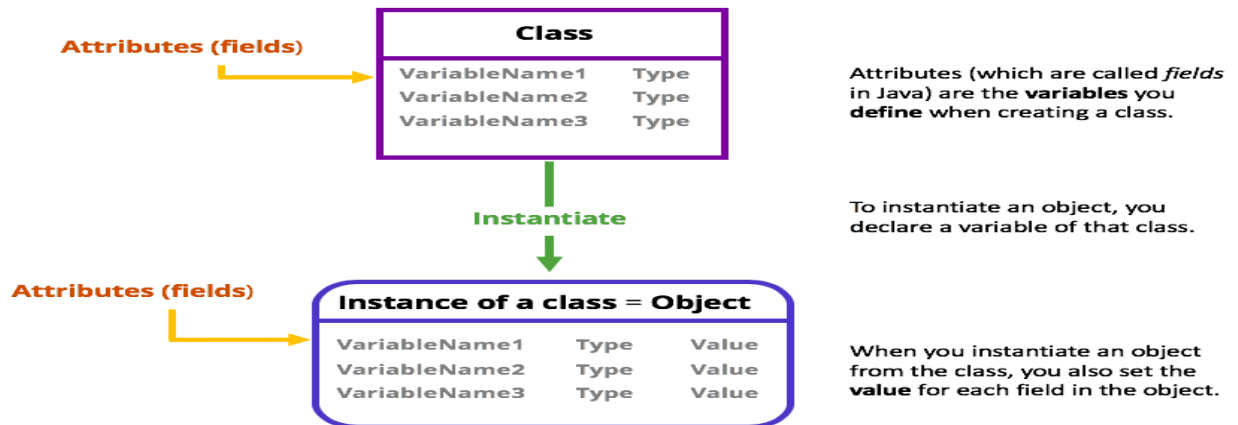 Class
Attributes (fields)
VariableName1 Type
VariableName2 Type
VariableName3 Type
Attributes (which are called fields
in Java) are the variables you
define when creating a class.
Instantiate
To instantiate an object, you
declare a variable of that class.
Attributes (fields)
Instance of a class = Object
VariableName1 Type Value
VariableName2 Type Value
VariableName3 Type Value
When you instantiate an object
from the class, you also set the
value for each field in the object.